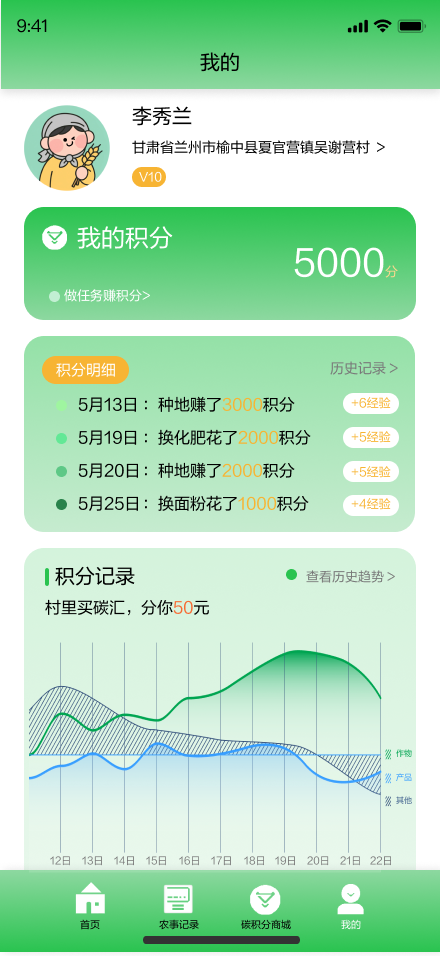 9:41
我的
李秀兰
甘肃省兰州市榆中县夏官营镇吴谢营村 >
V10
我的积分
5000分
做任务赚积分>
积分明细
历史记录 >
5月13日： 种地赚了3000积分 +6经验
5月19日： 换化肥花了2000积分 +5经验
5月20日： 种地赚了2000积分 +5经验
5月25日： 换面粉花了1000积分 +4经验
积分记录
查看历史趋势 >
村里买碳汇，分你50元
作物
产品
其他
12日 13日 14日 15日 16日 17日 18日 19日 20日 21日 22日
首页 农事记录 碳积分商城 我的